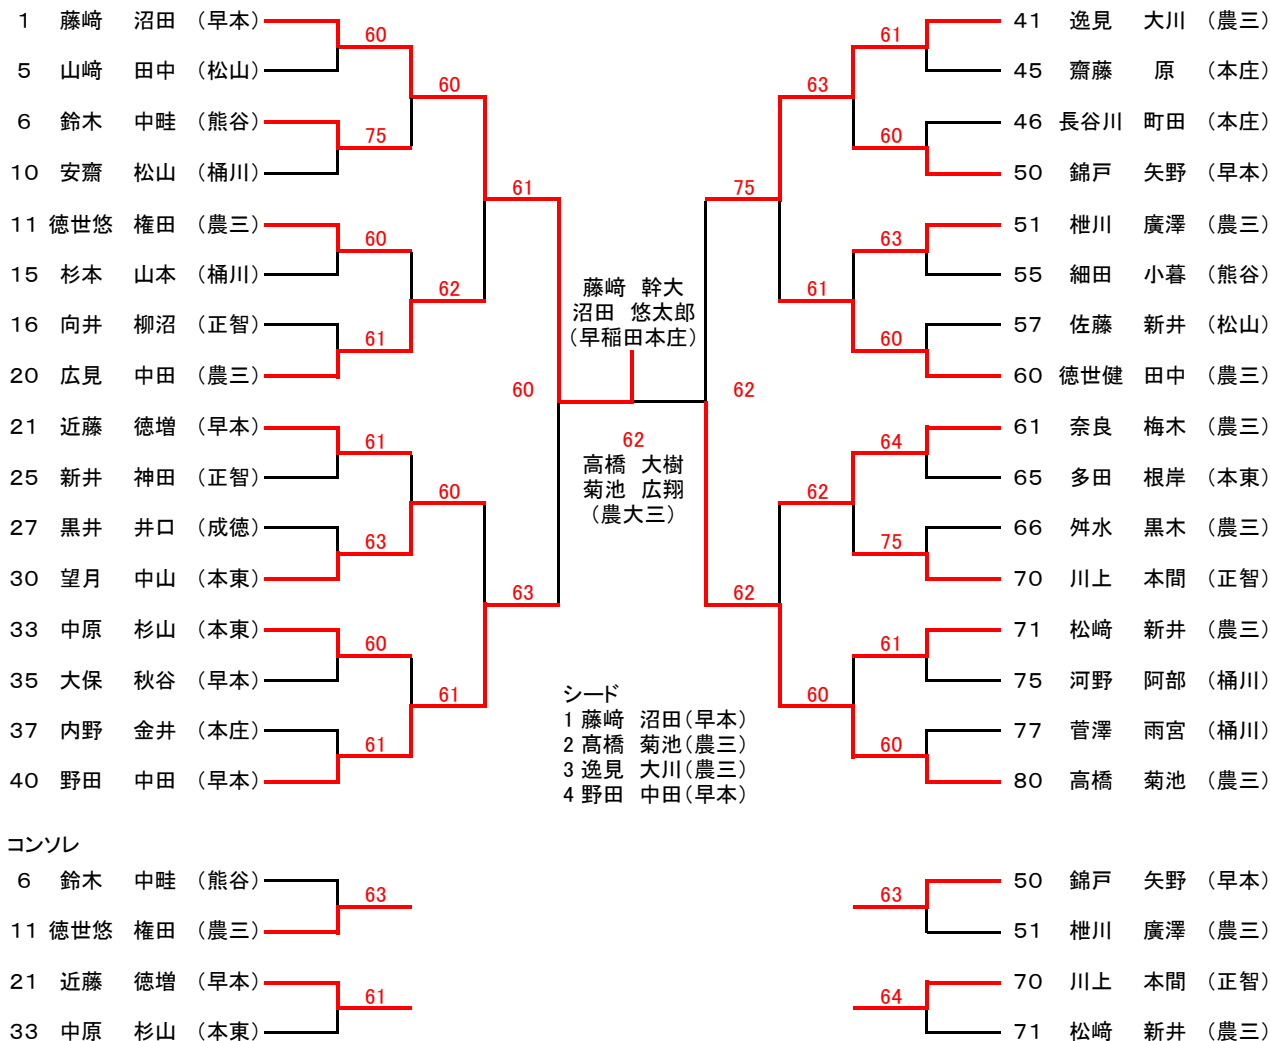 1 藤﨑 沼田 （早本）
60
5 山﨑 田中 （松山）
60
6 鈴木 中畦 （熊谷）
75
10 安齋 松山 （桶川）
61
11 徳世悠 権田 （農三）
60
15 杉本 山本 （桶川）
62
16 向井 柳沼 （正智）
61
20 広見 中田 （農三）
60
21 近藤 徳増 （早本）
61
25 新井 神田 （正智）
60
27 黒井 井口 （成徳）
63
30 望月 中山 （本東）
63
33 中原 杉山 （本東）
60
35 大保 秋谷 （早本）
61
37 内野 金井 （本庄）
61
40 野田 中田 （早本）
藤﨑 幹大
沼田 悠太郎
（早稲田本庄）
62
高橋 大樹
菊池 広翔
（農大三）
シード
1 藤﨑 沼田（早本）
2 髙橋 菊池（農三）
3 逸見 大川（農三）
4 野田 中田（早本）
41 逸見 大川 （農三）
61
45 齋藤 原 （本庄）
63
46 長谷川 町田 （本庄）
60
50 錦戸 矢野 （早本）
75
51 枻川 廣澤 （農三）
63
55 細田 小暮 （熊谷）
61
57 佐藤 新井 （松山）
60
60 徳世健 田中 （農三）
62
61 奈良 梅木 （農三）
64
65 多田 根岸 （本東）
62
66 舛水 黒木 （農三）
75
70 川上 本間 （正智）
62
71 松﨑 新井 （農三）
61
75 河野 阿部 （桶川）
60
77 菅澤 雨宮 （桶川）
60
80 高橋 菊池 （農三）
コンソレ
6 鈴木 中畦 （熊谷）
63
11 徳世悠 権田 （農三）
21 近藤 徳増 （早本）
61
33 中原 杉山 （本東）
50 錦戸 矢野 （早本）
63
51 枻川 廣澤 （農三）
70 川上 本間 （正智）
64
71 松﨑 新井 （農三）